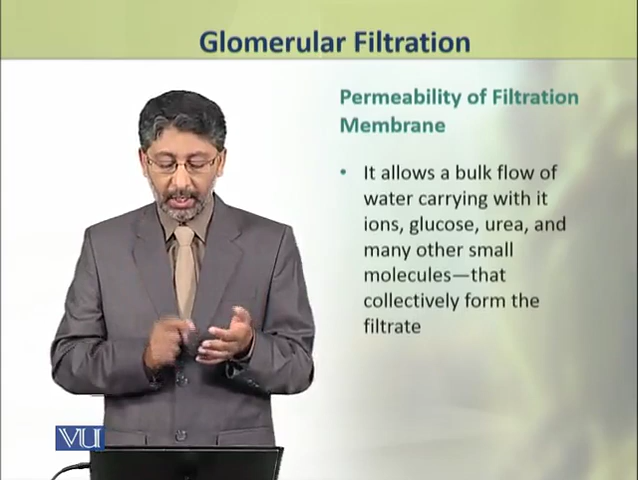 Glomerular Filtration
Permeability of Filtration
Membrane
• It allows a bulk flow of
water carrying with it
ions, glucose, urea, and
many other small
molecules—that
collectively form the
filtrate
VU